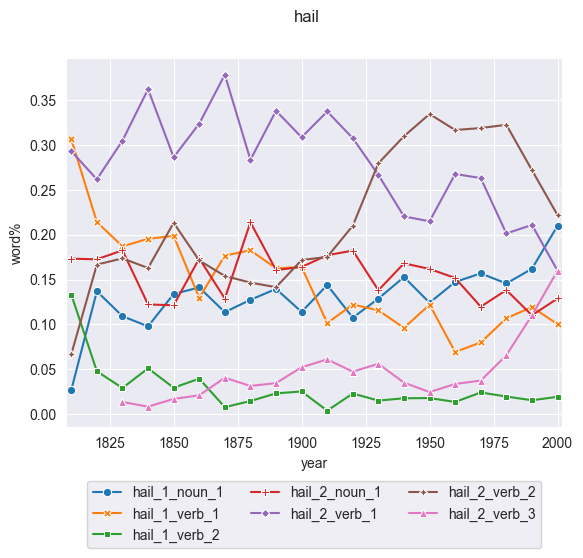 hail
0.35
0.30
0.25
0.20
0.15
0.10
0.05
0.00
word%
1825 1850 1875 1900 1925 1950 1975 2000
year
hail_1_noun_1 hail_2_noun_1 hail_2_verb_2
hail_1_verb_1 hail_2_verb_1 hail_2_verb_3
hail_1_verb_2